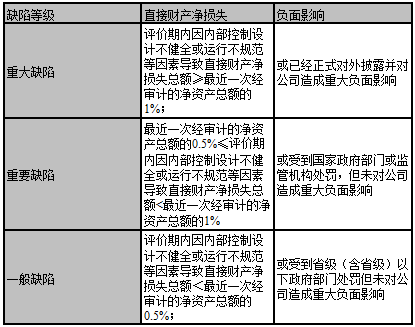 缺陷等级
直接财产净损失
负面影响
重大缺陷
评价期内因内部控制设
计不健全或运行不规范
等因素导致直接财产净
损失总额≥最近一次经
审计的净资产总额的
1%；
或已经正式对外披露并对
公司造成重大负面影响
重要缺陷
最近一次经审计的净资
产总额的0.5%≤评价期
内因内部控制设计不健
全或运行不规范等因素
导致直接财产净损失总
额<最近一次经审计的净
资产总额的1%
或受到国家政府部门或监
管机构处罚，但未对公司
造成重大负面影响
一般缺陷
评价期内因内部控制设
计不健全或运行不规范
等因素导致直接财产净
损失总额＜最近一次经
审计的净资产总额的
0.5%；
或受到省级（含省级）以
下政府部门处罚但未对公
司造成重大负面影响